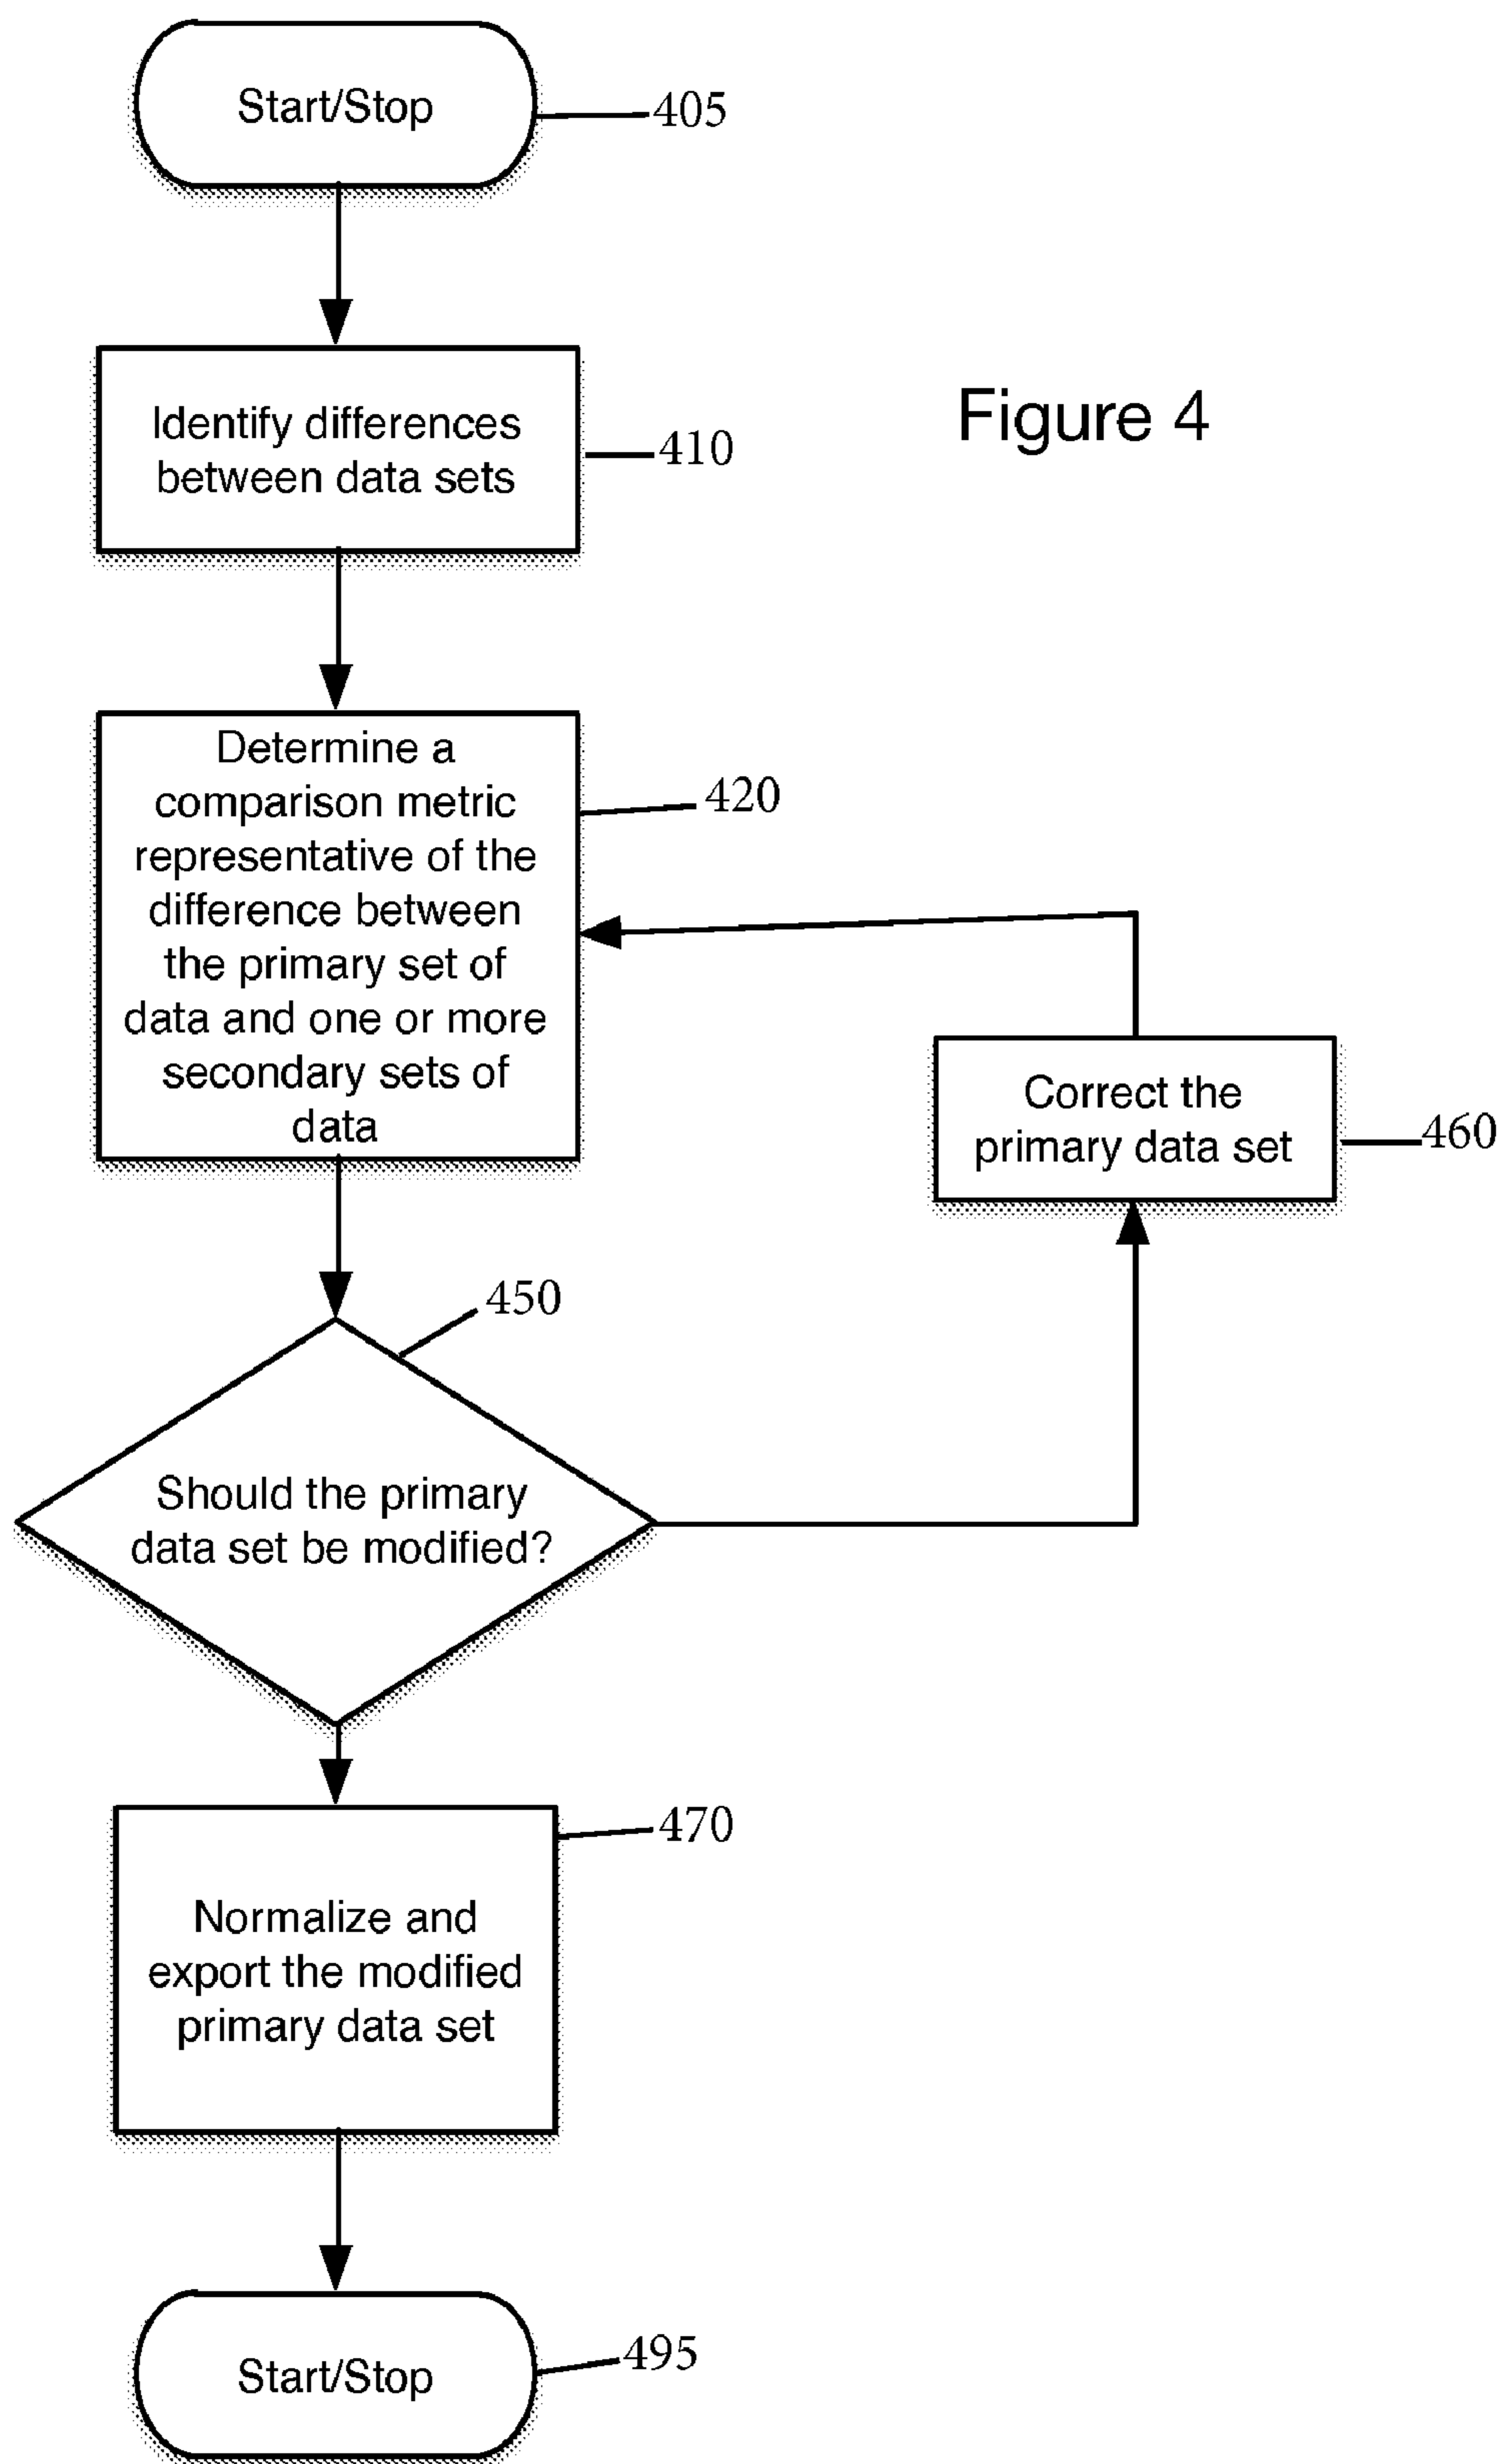 Start/Stop
405
Identify differences
between data sets
410
Figure 4
Determine a
comparison metric
representative of the
difference between
the primary set of
data and one or more
secondary sets of
data
420
Correct the
primary data set
460
450
Should the primary
data set be modified?
470
Normalize and
export the modified
primary data set
Start/Stop
495